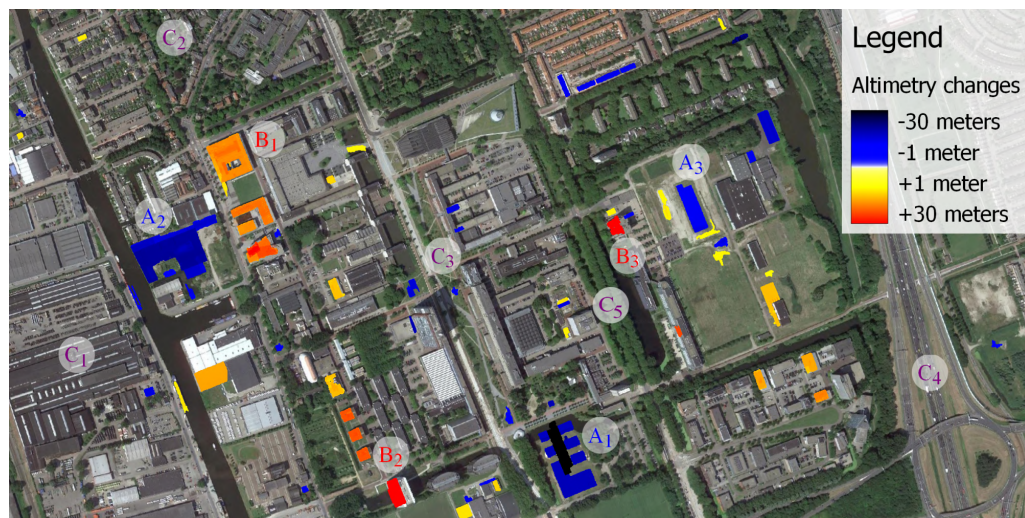 Legend
Altimetry changes
-30 meters
-1 meter
+1 meter
+30 meters
C2
B1
A3
A2
B3
C3
C5
C1
C4
A1
B2